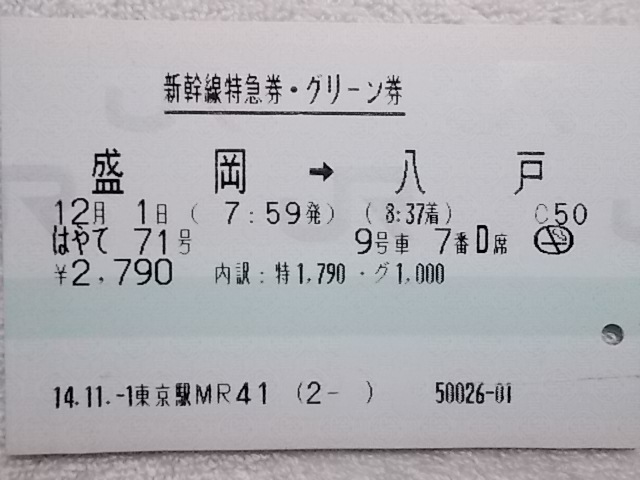 新幹線特急券・グリーン券
盛岡 → 八戸
12月 1日 ( 7:59発) (8:37着) C50
はやて 71号 9号車 7番D席
¥2,790 内訳:特1,790・グ1,000
14.11.-1東京駅MR41 (2- ) 50026-01